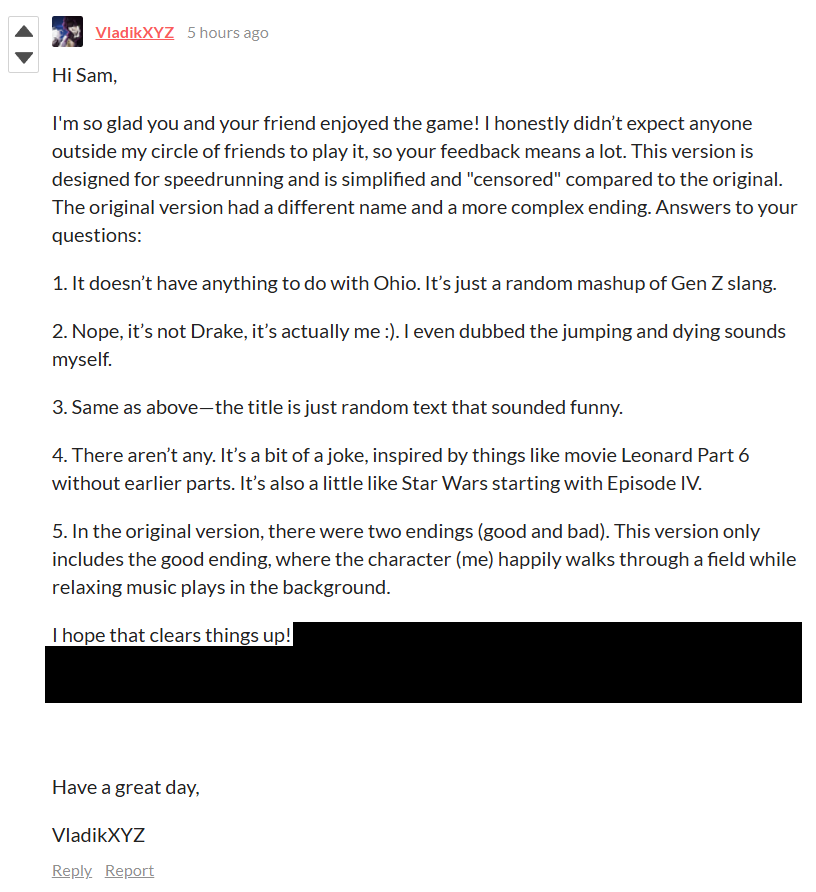 VladikXYZ 5 hours ago
Hi Sam,
I'm so glad you and your friend enjoyed the game! I honestly didn’t expect anyone
outside my circle of friends to play it, so your feedback means a lot. This version is
designed for speedrunning and is simplified and "censored" compared to the original.
The original version had a different name and a more complex ending. Answers to your
questions:
1. It doesn’t have anything to do with Ohio. It’s just a random mashup of Gen Z slang.
2. Nope, it’s not Drake, it’s actually me :). I even dubbed the jumping and dying sounds
myself.
3. Same as above—the title is just random text that sounded funny.
4. There aren’t any. It’s a bit of a joke, inspired by things like movie Leonard Part 6
without earlier parts. It’s also a little like Star Wars starting with Episode IV.
5. In the original version, there were two endings (good and bad). This version only
includes the good ending, where the character (me) happily walks through a field while
relaxing music plays in the background.
I hope that clears things up!
Have a great day,
VladikXYZ
Reply Report